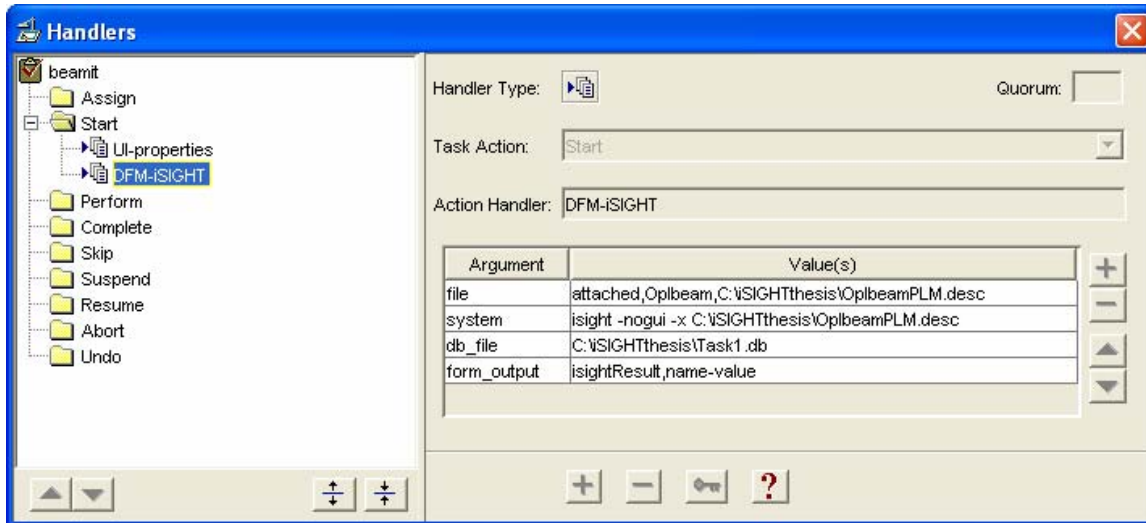 Handlers
beamit
Assign
Start
UI-properties
DFM-iSIGHT
Perform
Complete
Skip
Suspend
Resume
Abort
Undo
Handler Type:
Quorum:
Task Action: Start
Action Handler: DFM-iSIGHT
Argument Value(s)
file attached,Oplbeam,C:\iSIGHTthesis\OplbeamPLM.desc
system isight -nogui -x C:\iSIGHTthesis\OplbeamPLM.desc
db_file C:\iSIGHTthesis\Task1.db
form_output isightResult,name-value